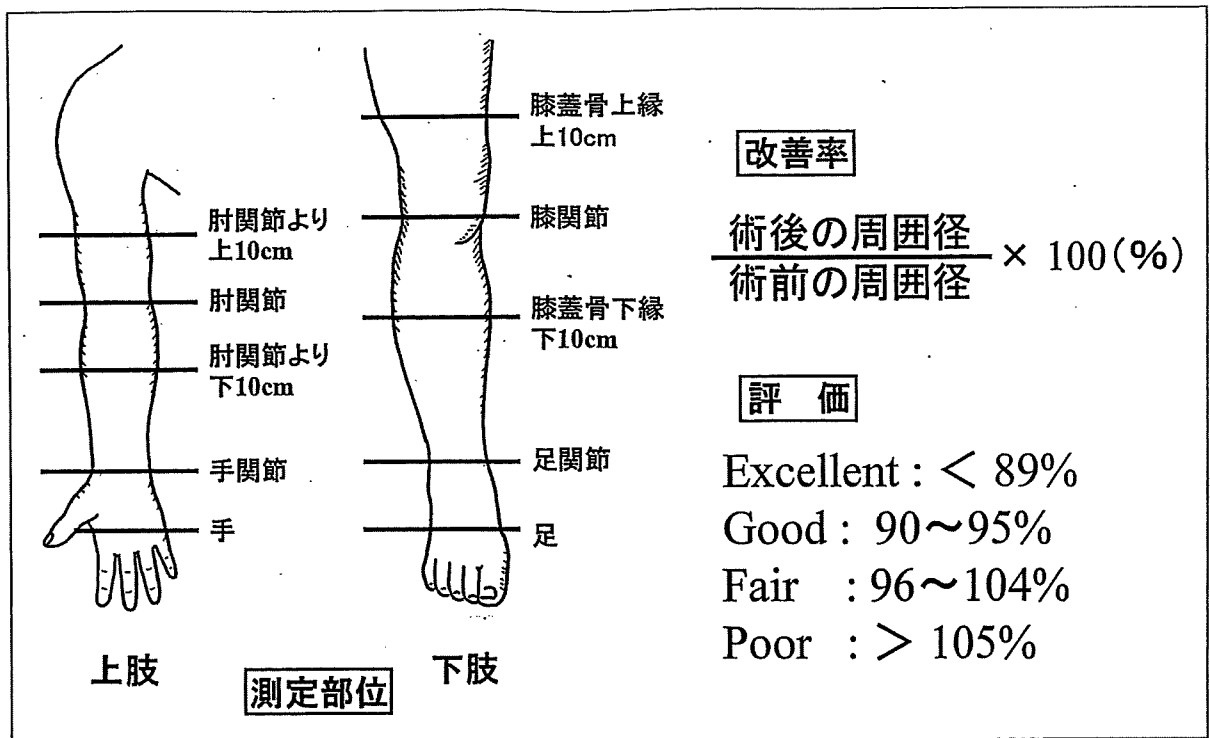 肘関節より
上10cm
肘関節
肘関節より
下10cm
手関節
手
上肢
膝蓋骨上縁
上10cm
膝関節
膝蓋骨下縁
下10cm
足関節
足
下肢
測定部位
改善率
術後の周囲径
術前の周囲径
× 100(%)
評 価
Excellent : < 89%
Good : 90〜95%
Fair : 96〜104%
Poor : > 105%